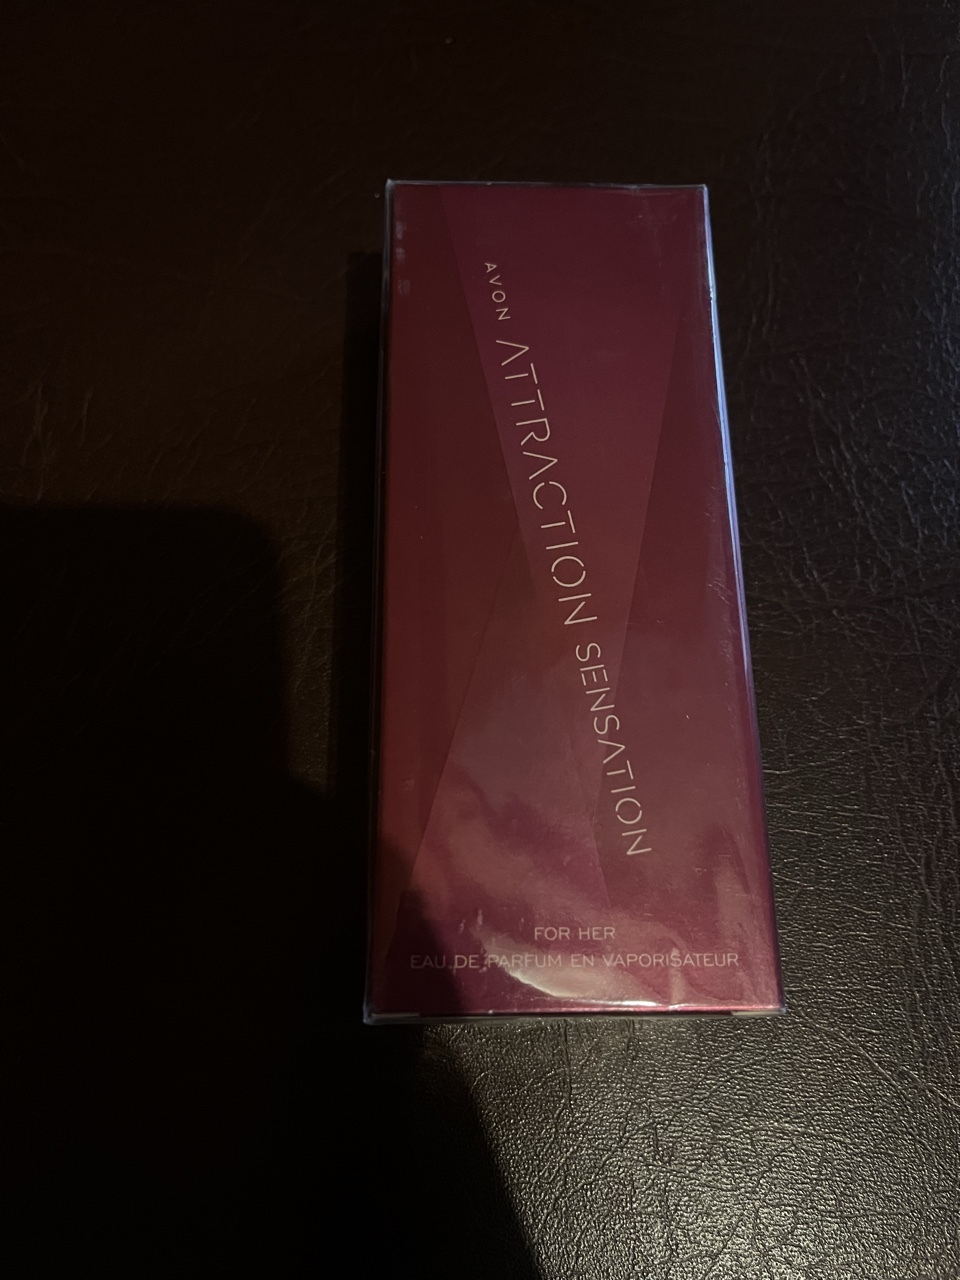 AVON ATTRACTION SENSATION
FOR HER
EAU DE PARFUM EN VAPORISATEUR